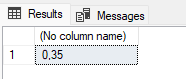 Results Messages
(No column name)
1 0,35